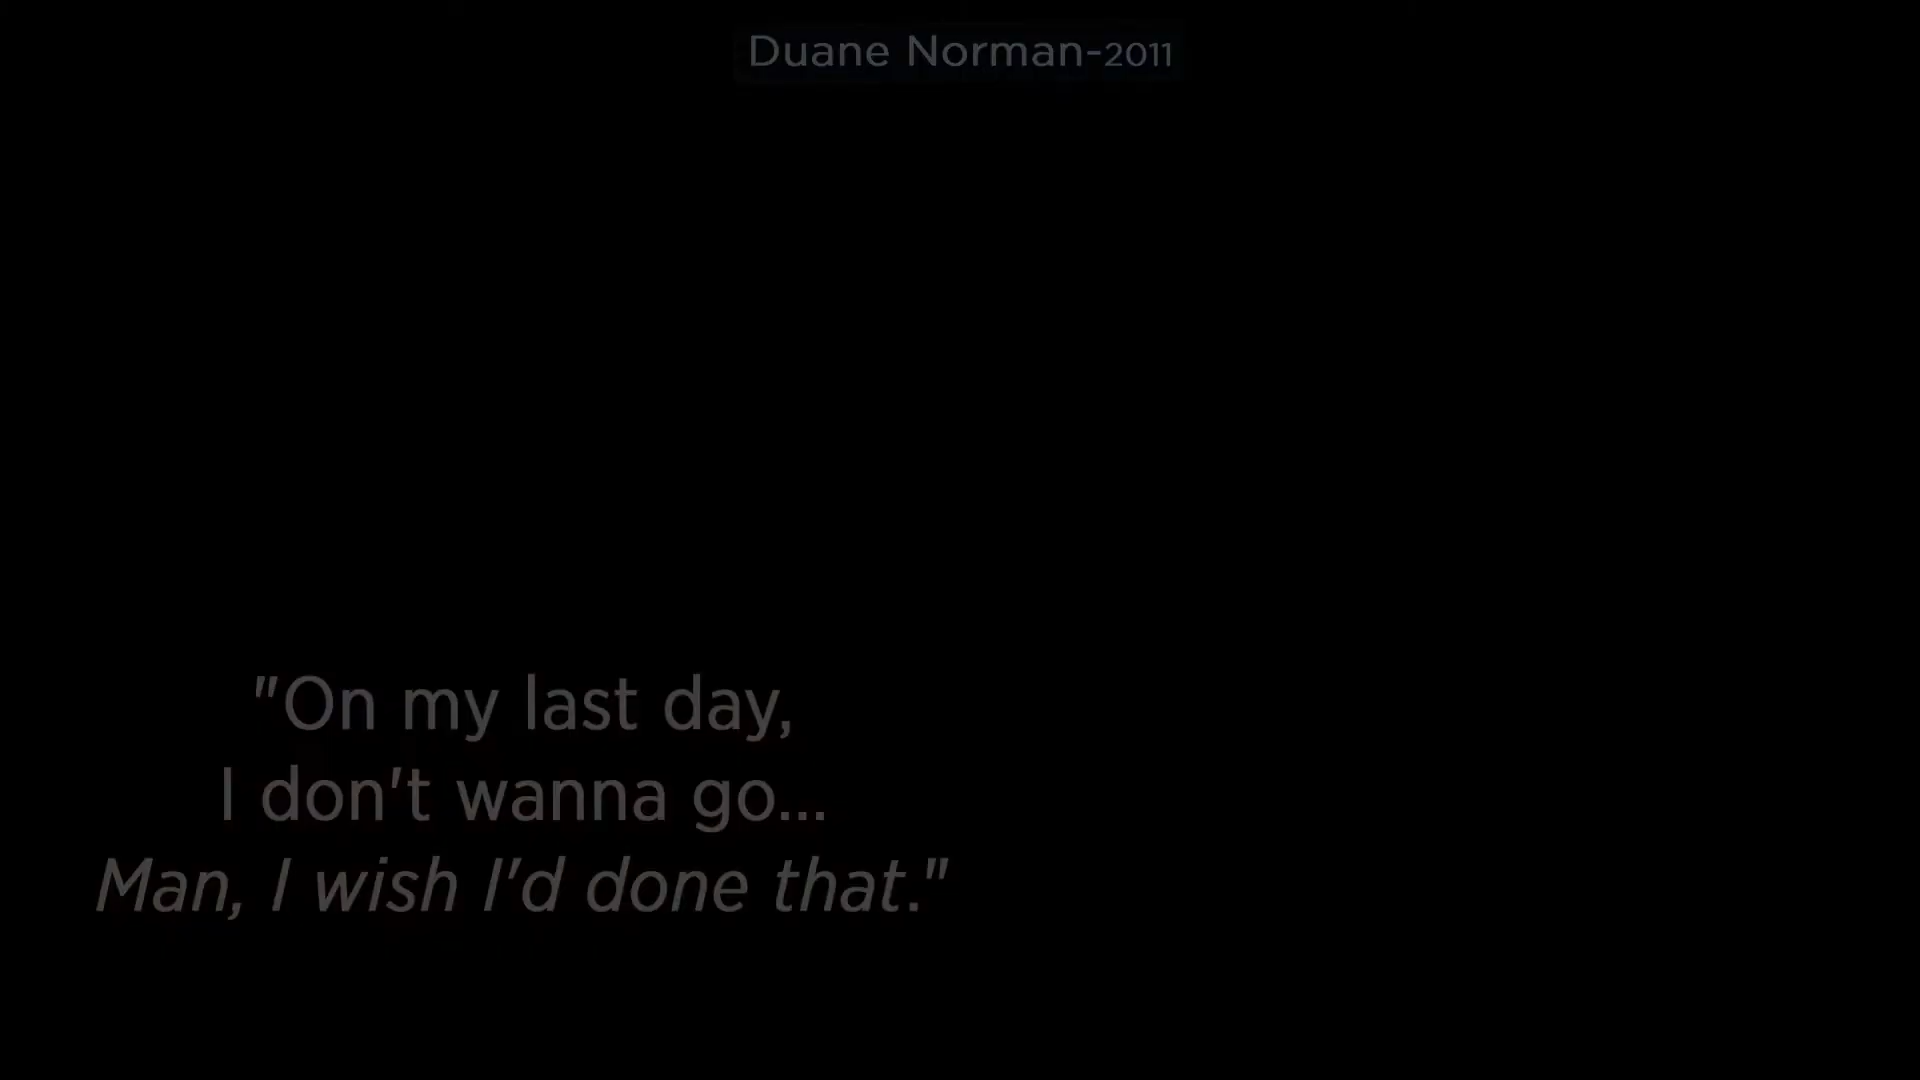 Duane Norman-2011
"On my last day,
I don't wanna go...
Man, I wish I'd done that."